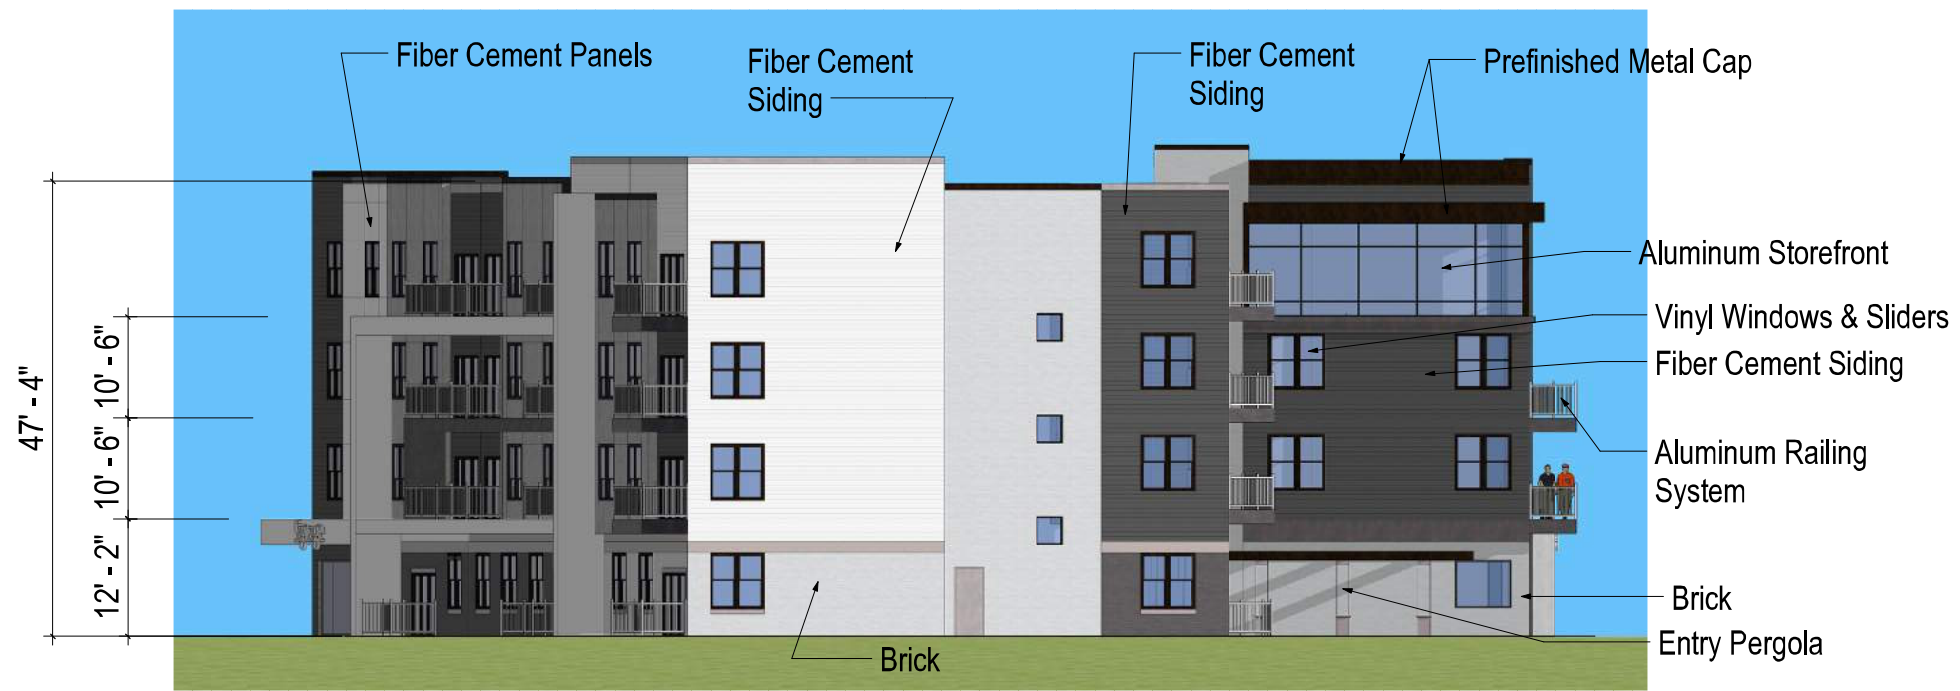 Fiber Cement Panels
Fiber Cement
Siding
Fiber Cement
Siding
Prefinished Metal Cap
Aluminum Storefront
Vinyl Windows & Sliders
Fiber Cement Siding
Aluminum Railing
System
Brick
Entry Pergola
Brick
47' - 4"
10' - 6"
10' - 6"
12' - 2"